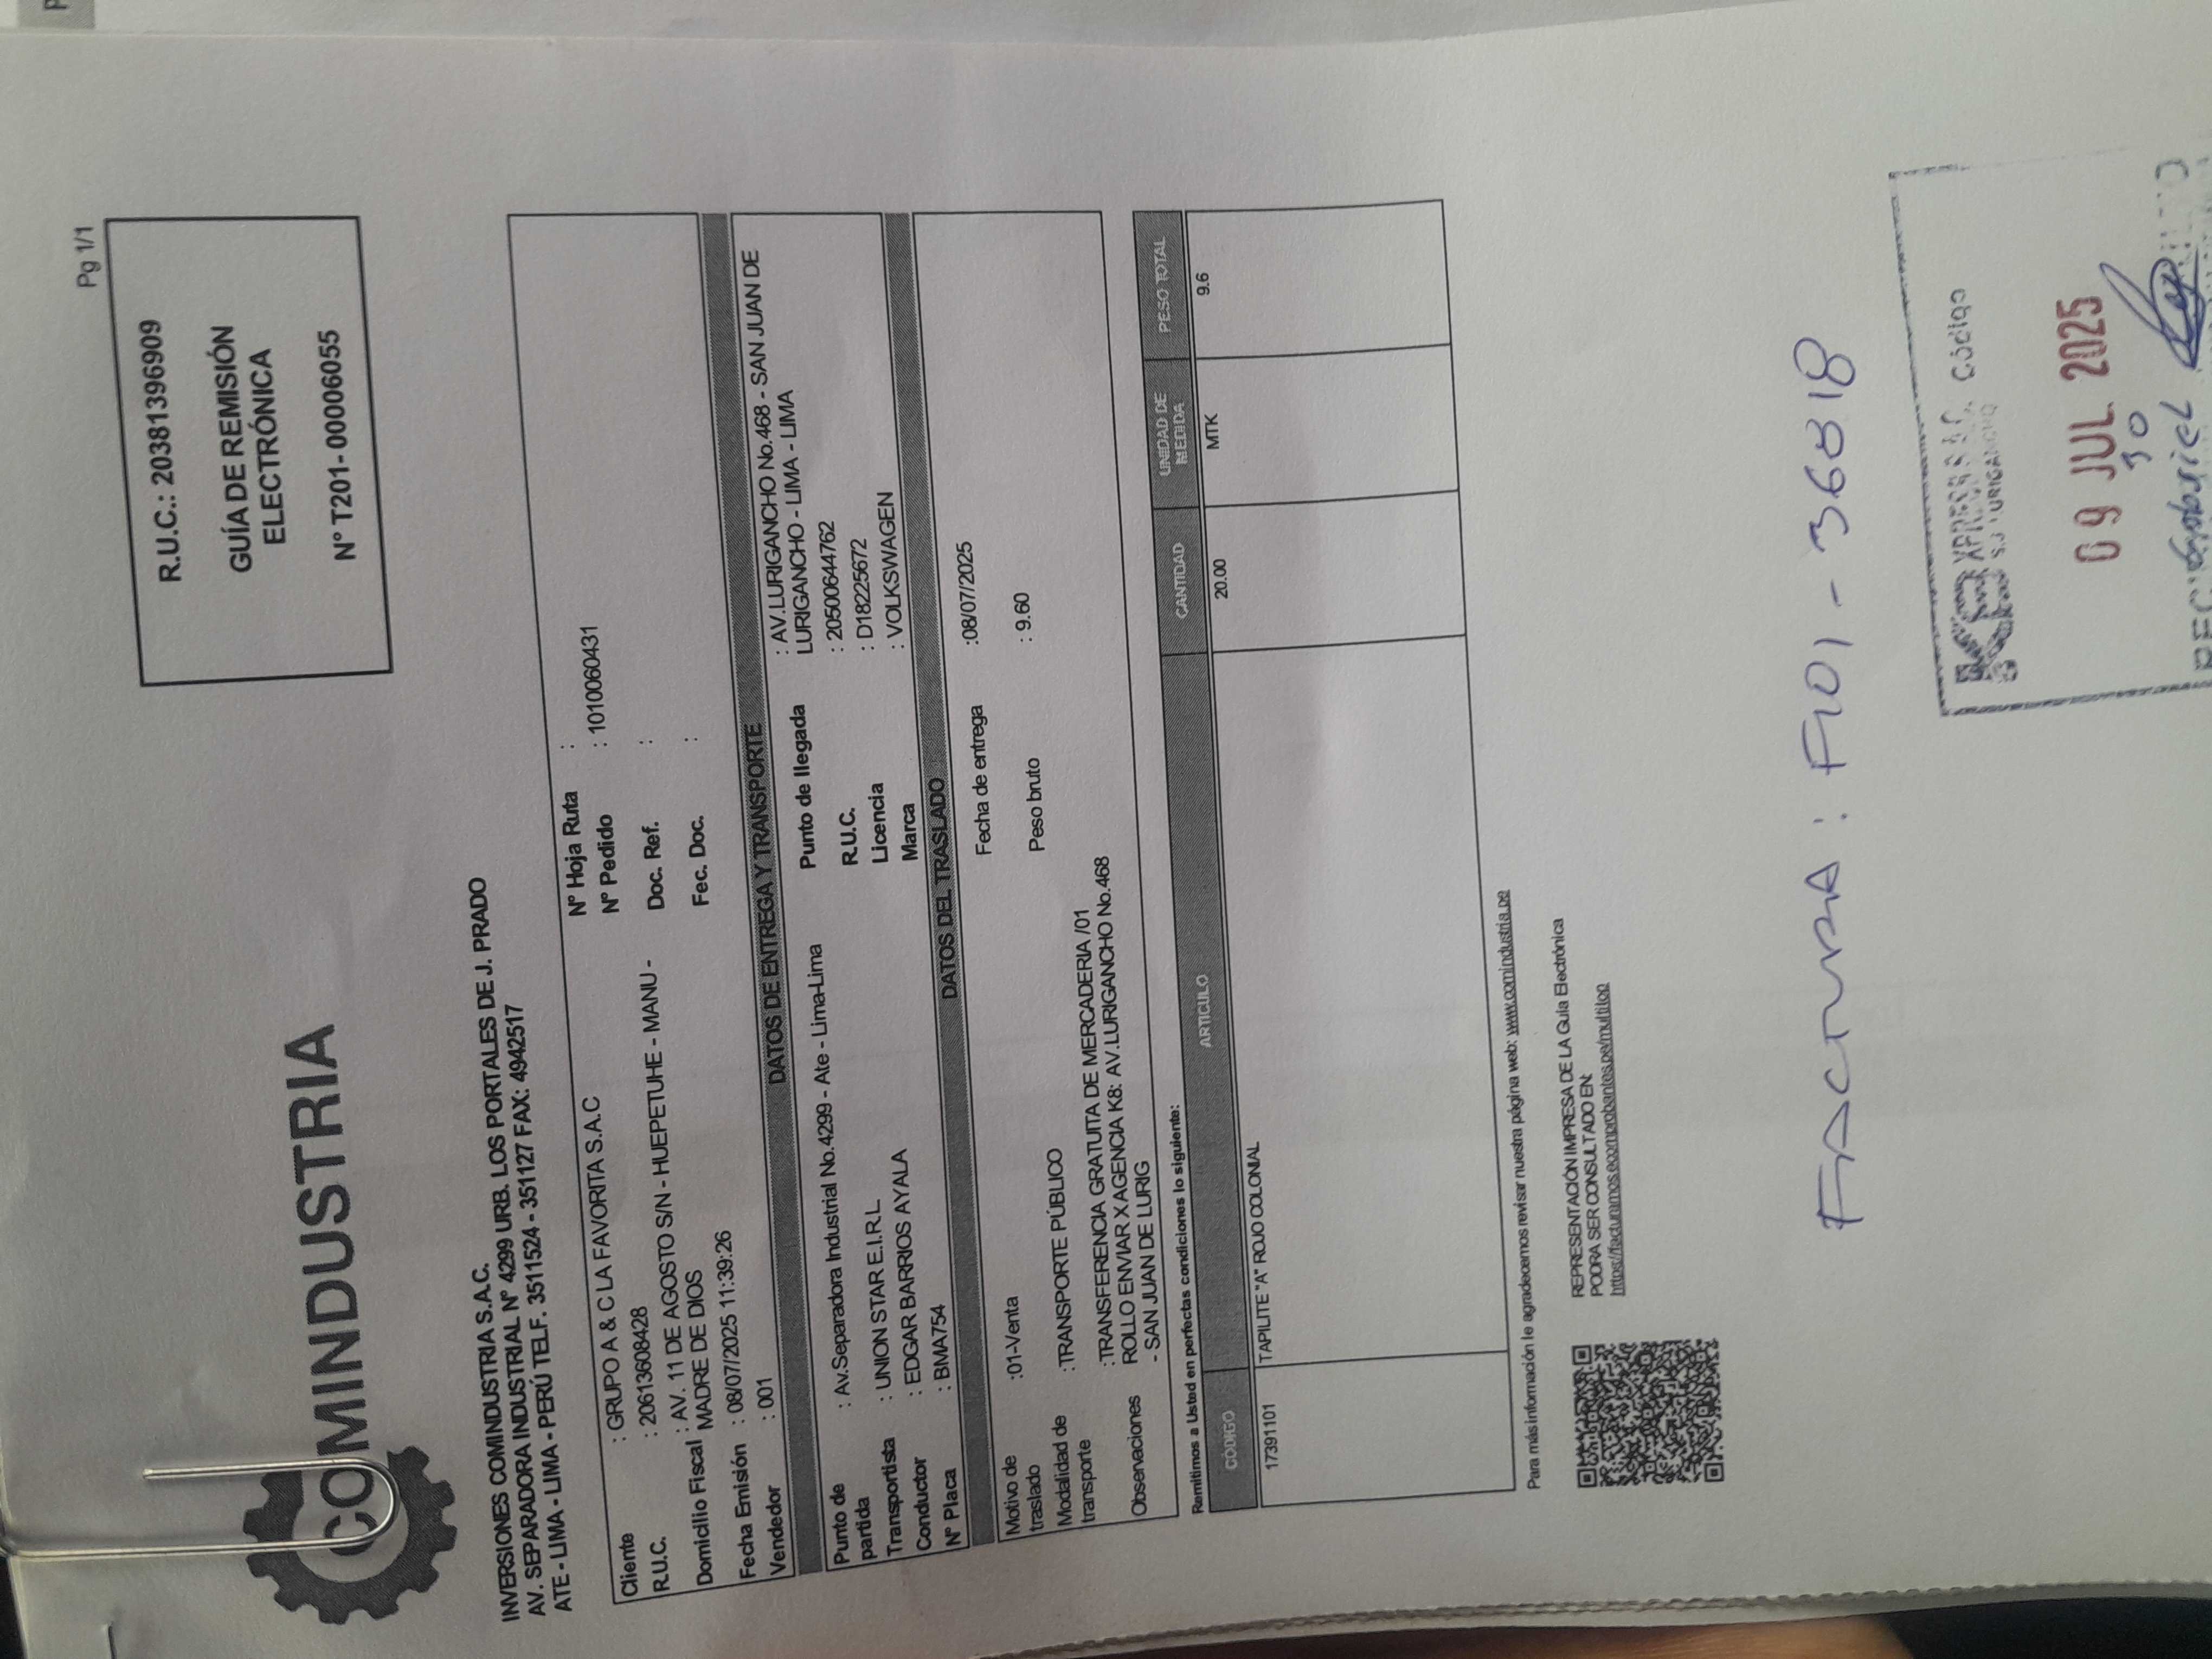 Pg 1/1
R.U.C.: 20381396909
GUÍA DE REMISIÓN
ELECTRÓNICA
N° T201- 00006055
COMINDUSTRIA
INVERSIONES COMINDUSTRIA S.A.C.
AV. SEPARADORA INDUSTRIAL N° 4299 URB. LOS PORTALES DE J. PRADO
ATE - LIMA - LIMA - PERÚ TELF. 3511524 - 351127 FAX: 4942517
Cliente : GRUPO A & C LA FAVORITA S.A.C N° Hoja Ruta :
R.U.C. : 20613608428 N° Pedido : 1010060431
Domicilio Fiscal : AV. 11 DE AGOSTO S/N - HUEPETUHE - MANU - Doc. Ref. :
MADRE DE DIOS
Fecha Emisión : 08/07/2025 11:39:26 Fec. Doc. :
Vendedor : 001
DATOS DE ENTREGA Y TRANSPORTE
Punto de partida : Av.Separadora Industrial No.4299 - Ate - Lima-Lima Punto de llegada : AV.LURIGANCHO No.468 - SAN JUAN DE
LURIGANCHO - LIMA - LIMA
Transportista : UNION STAR E.I.R.L R.U.C. : 20500644762
Conductor : EDGAR BARRIOS AYALA Licencia : D18225672
N° Placa : BMA754 Marca : VOLKSWAGEN
DATOS DEL TRASLADO
Motivo de traslado :01-Venta Fecha de entrega :08/07/2025
Modalidad de transporte :TRANSPORTE PÚBLICO Peso bruto : 9.60
Observaciones :TRANSFERENCIA GRATUITA DE MERCADERIA /01
ROLLO ENVIAR X AGENCIA K8: AV.LURIGANCHO No.468
- SAN JUAN DE LURIG
Remitimos a Usted en perfectas condiciones lo siguiente:
CÓDIGO ARTICULO CANTIDAD UNIDAD DE MEDIDA PESO TOTAL
17391101 TAPILITE "A" ROJO COLONIAL 20.00 MTK 9.6
Para más información le agradecemos revisar nuestra página web: www.comindustria.pe
REPRESENTACIÓN IMPRESA DE LA Guía Electrónica
PODRA SER CONSULTADO EN:
https://facturamos.ecomprobantes.pe/multitop
FACTURA : F101 - 36818
Código
09 JUL. 2025